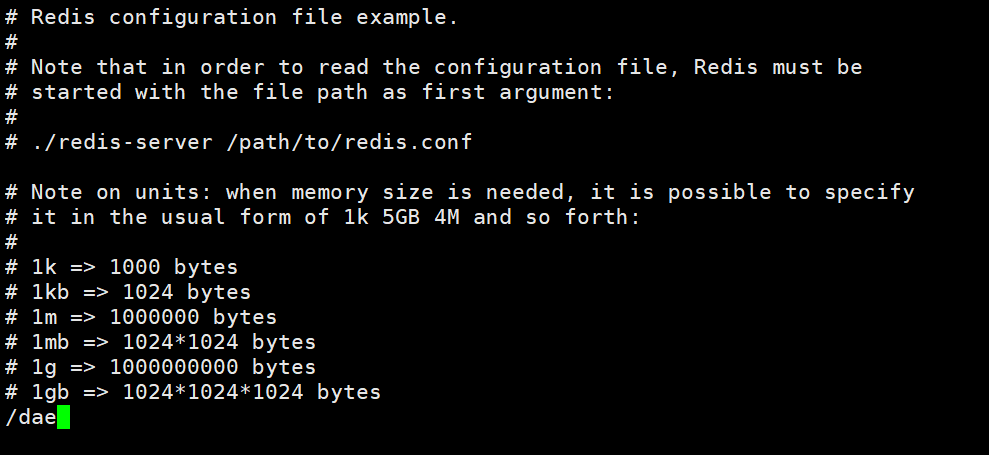 # Redis configuration file example.
#
# Note that in order to read the configuration file, Redis must be
# started with the file path as first argument:
#
# ./redis-server /path/to/redis.conf

# Note on units: when memory size is needed, it is possible to specify
# it in the usual form of 1k 5GB 4M and so forth:
#
# 1k => 1000 bytes
# 1kb => 1024 bytes
# 1m => 1000000 bytes
# 1mb => 1024*1024 bytes
# 1g => 1000000000 bytes
# 1gb => 1024*1024*1024 bytes
/dae